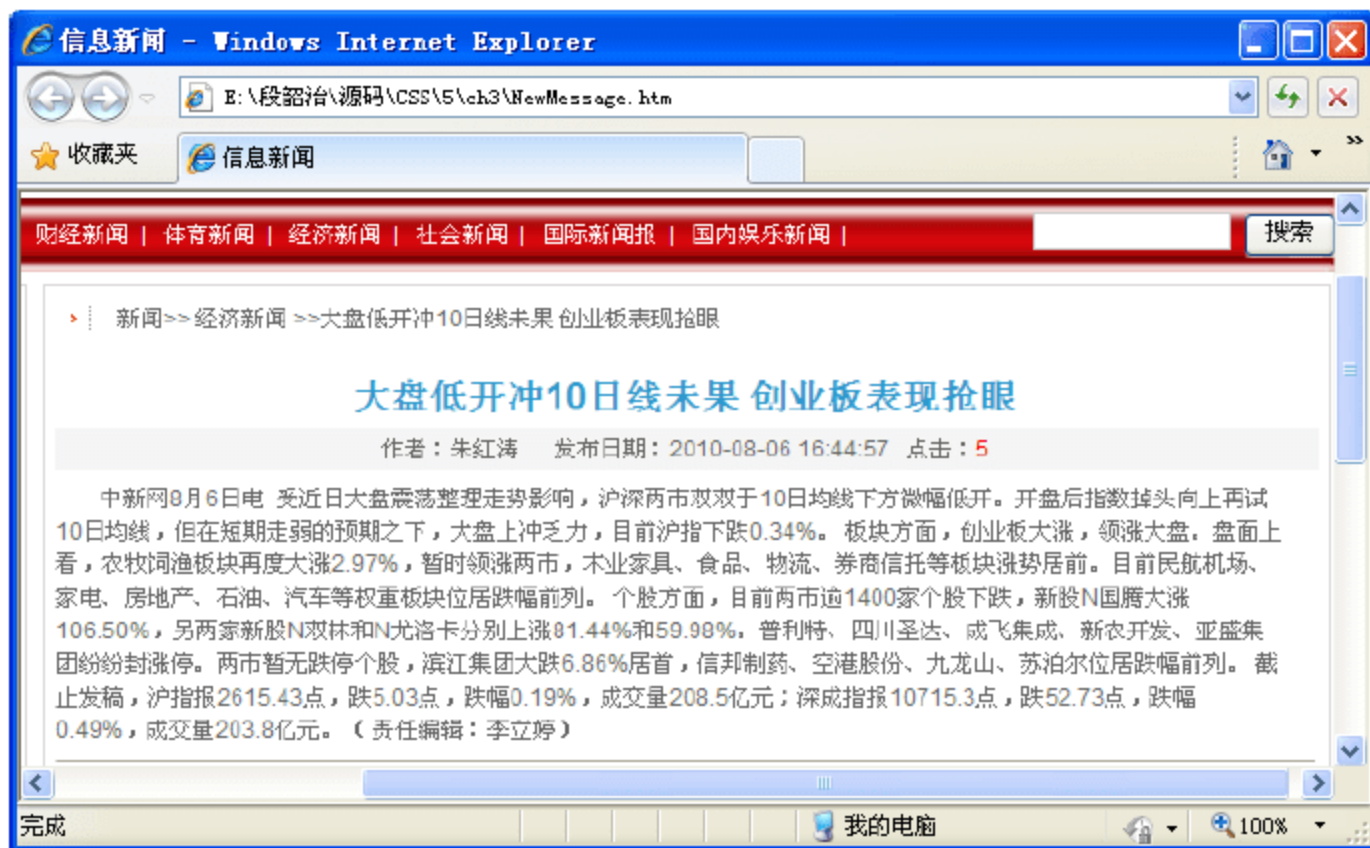 信息新闻 - Windows Internet Explorer
E:\段韶治\源码\CSS\5\ch3\NewMessage.htm
收藏夹 信息新闻
财经新闻 | 体育新闻 | 经济新闻 | 社会新闻 | 国际新闻报 | 国内娱乐新闻 | 搜索
新闻>>经济新闻 >>大盘低开冲10日线未果 创业板表现抢眼
大盘低开冲10日线未果 创业板表现抢眼
作者：朱红涛 发布日期：2010-08-06 16:44:57 点击：5
中新网8月6日电 受近日大盘震荡整理走势影响，沪深两市双双于10日均线下方微幅低开。开盘后指数掉头向上再试
10日均线，但在短期走弱的预期之下，大盘上冲乏力，目前沪指下跌0.34%。 板块方面，创业板大涨，领涨大盘。盘面上
看，农牧饲渔板块再度大涨2.97%，暂时领涨两市，木业家具、食品、物流、券商信托等板块涨势居前。目前民航机场、
家电、房地产、石油、汽车等权重板块位居跌幅前列。 个股方面，目前两市逾1400家个股下跌，新股N国腾大涨
106.50%，另两家新股N双林和N尤洛卡分别上涨81.44%和59.98%。普利特、四川圣达、成飞集成、新农开发、亚盛集
团纷纷封涨停。两市暂无跌停个股，滨江集团大跌6.86%居首，信邦制药、空港股份、九龙山、苏泊尔位居跌幅前列。 截
止发稿，沪指报2615.43点，跌5.03点，跌幅0.19%，成交量208.5亿元；深成指报10715.3点，跌52.73点，跌幅
0.49%，成交量203.8亿元。（责任编辑：李立婷）
完成 我的电脑 100%